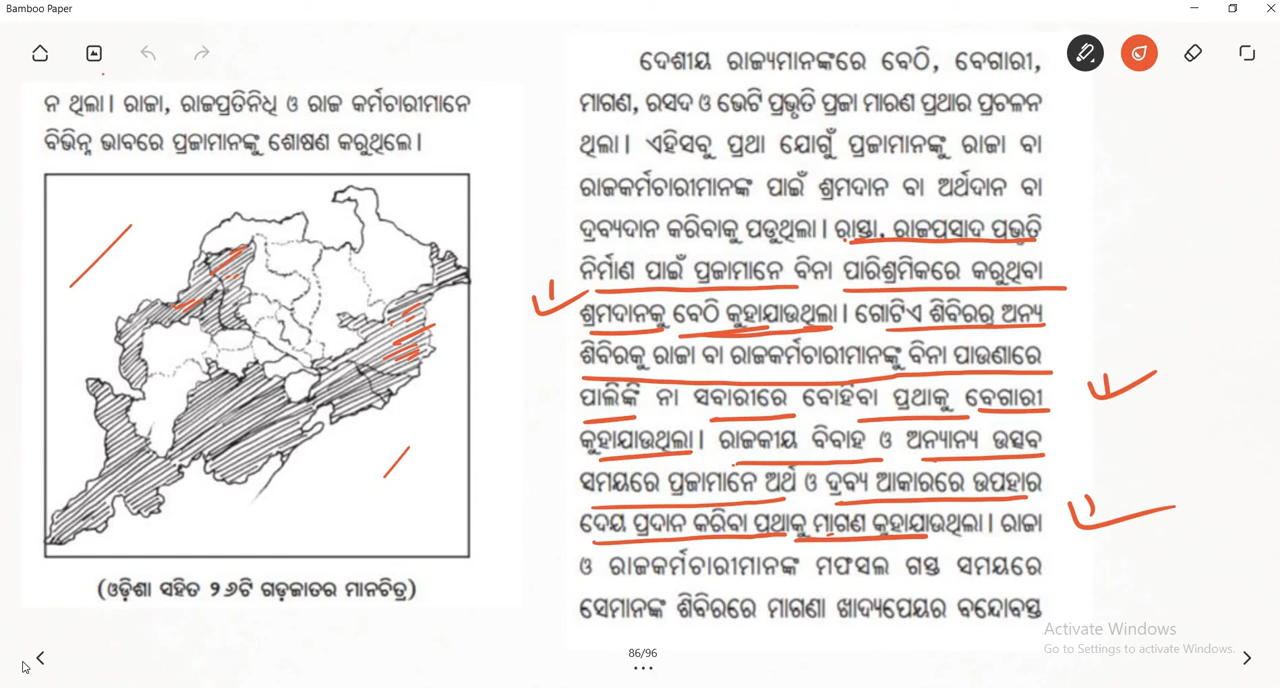 Bamboo Paper
ନ ଥିଲା । ରାଜା, ରାଜପ୍ରତିନିଧି ଓ ରାଜ କର୍ମଚାରୀମାନେ
ବିଭିନ୍ନ ଭାବରେ ପ୍ରଜାମାନଙ୍କୁ ଶୋଷଣ କରୁଥିଲେ ।
(ଓଡ଼ିଶା ସହିତ ୨୬ଟି ଗଡ଼ଜାତର ମାନଚିତ୍ର)
ଦେଶୀୟ ରାଜ୍ୟମାନଙ୍କରେ ବେଠି, ବେଗାରୀ,
ମାଗଣ, ରସଦ ଓ ଭେଟି ପ୍ରଭୃତି ପ୍ରଜା ମାରଣ ପ୍ରଥାର ପ୍ରଚଳନ
ଥିଲା । ଏହିସବୁ ପ୍ରଥା ଯୋଗୁଁ ପ୍ରଜାମାନଙ୍କୁ ରାଜା ବା
ରାଜକର୍ମଚାରୀମାନଙ୍କ ପାଇଁ ଶ୍ରମଦାନ ବା ଅର୍ଥଦାନ ବା
ଦ୍ରବ୍ୟଦାନ କରିବାକୁ ପଡୁଥିଲା । ରାସ୍ତା, ରାଜପ୍ରସାଦ ପ୍ରଭୃତି
ନିର୍ମାଣ ପାଇଁ ପ୍ରଜାମାନେ ବିନା ପାରିଶ୍ରମିକରେ କରୁଥିବା
ଶ୍ରମଦାନକୁ ବେଠି କୁହାଯାଉଥିଲା । ଗୋଟିଏ ଶିବିରରୁ ଅନ୍ୟ
ଶିବିରକୁ ରାଜା ବା ରାଜକର୍ମଚାରୀମାନଙ୍କୁ ବିନା ପାଉଣାରେ
ପାଲିଙ୍କି ନା ସବାରୀରେ ବୋହିବା ପ୍ରଥାକୁ ବେଗାରୀ
କୁହାଯାଉଥିଲା । ରାଜକୀୟ ବିବାହ ଓ ଅନ୍ୟାନ୍ୟ ଉତ୍ସବ
ସମୟରେ ପ୍ରଜାମାନେ ଅର୍ଥ ଓ ଦ୍ରବ୍ୟ ଆକାରରେ ଉପହାର
ଦେୟ ପ୍ରଦାନ କରିବା ପ୍ରଥାକୁ ମାଗଣ କୁହାଯାଉଥିଲା । ରାଜା
ଓ ରାଜକର୍ମଚାରୀମାନଙ୍କ ମଫସଲ ଗସ୍ତ ସମୟରେ
ସେମାନଙ୍କ ଶିବିରରେ ମାଗଣା ଖାଦ୍ୟପେୟର ବନ୍ଦୋବସ୍ତ
Activate Windows
Go to Settings to activate Windows.
86/96